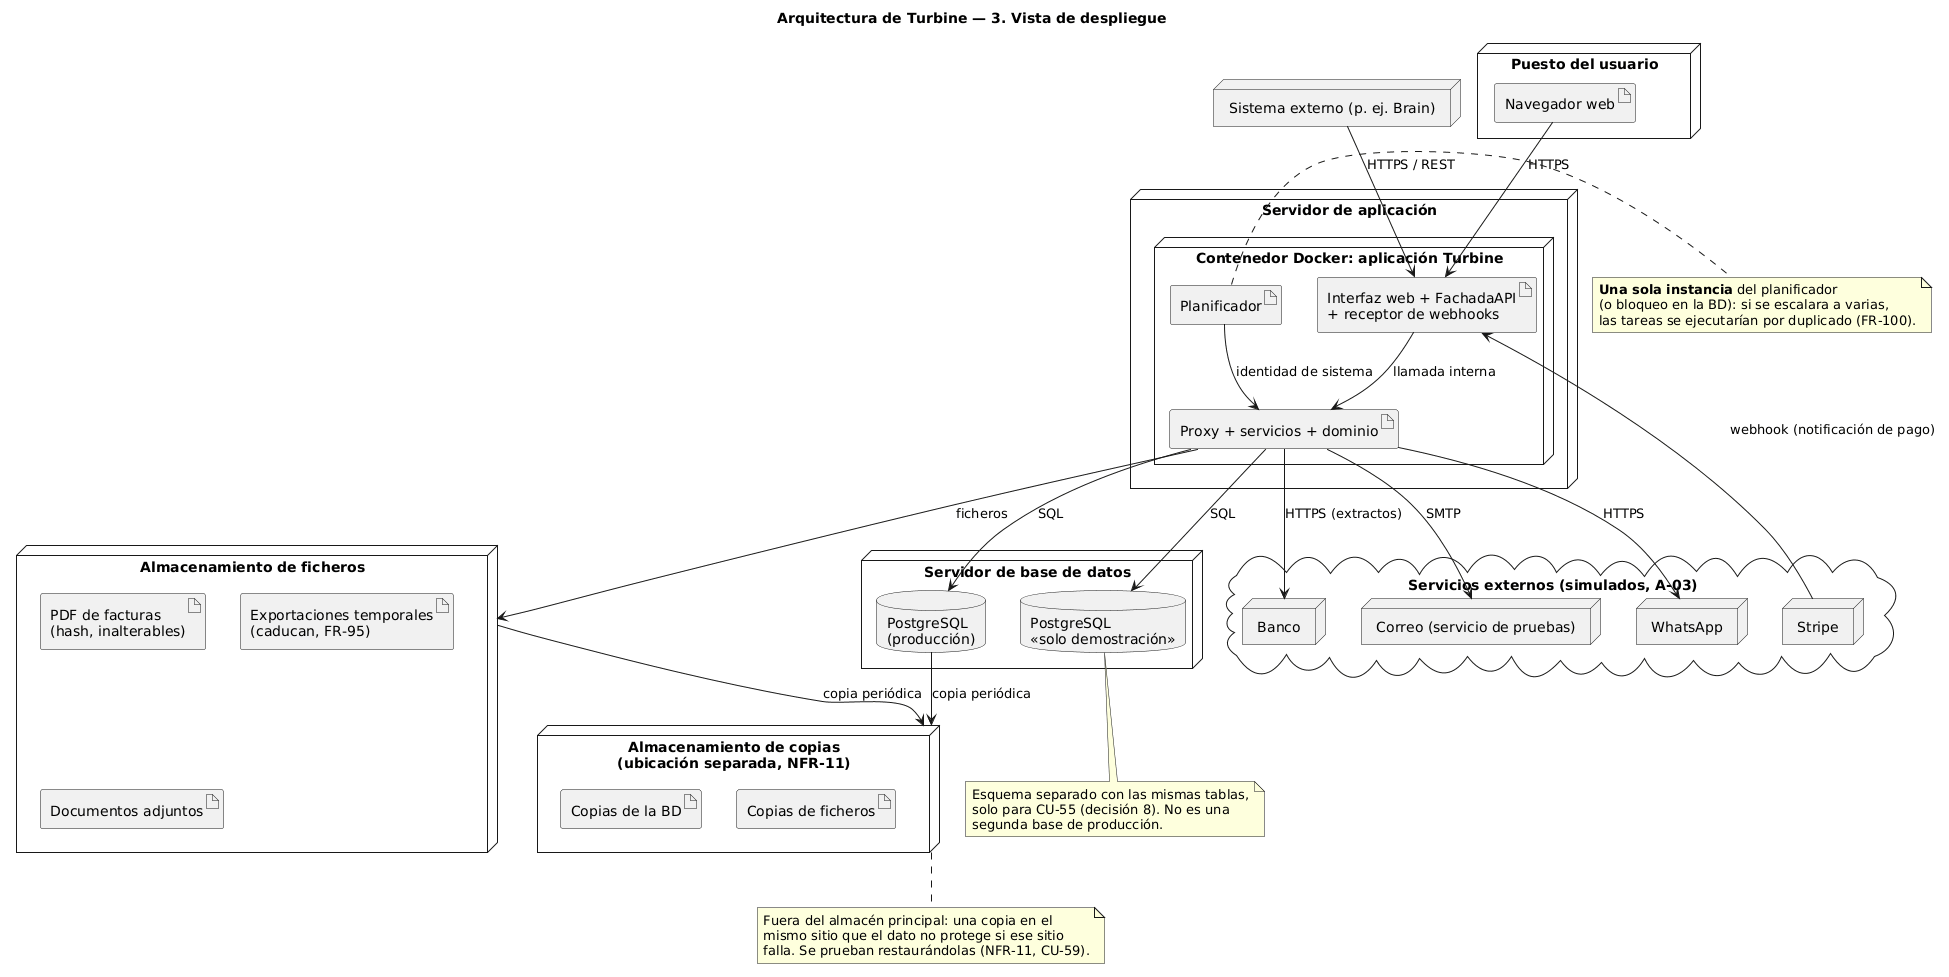 Arquitectura de Turbine — 3. Vista de despliegue
Puesto del usuario
Navegador web
Sistema externo (p. ej. Brain)
HTTPS / REST
HTTPS
Servidor de aplicación
Contenedor Docker: aplicación Turbine
Planificador
Interfaz web + FachadaAPI
+ receptor de webhooks
Una sola instancia del planificador
(o bloqueo en la BD): si se escalara a varias,
las tareas se ejecutarían por duplicado (FR-100).
identidad de sistema
llamada interna
Proxy + servicios + dominio
webhook (notificación de pago)
ficheros
SQL
SQL
HTTPS (extractos)
SMTP
HTTPS
Almacenamiento de ficheros
PDF de facturas
(hash, inalterables)
Exportaciones temporales
(caducan, FR-95)
Documentos adjuntos
Servidor de base de datos
PostgreSQL
(producción)
PostgreSQL
«solo demostración»
Servicios externos (simulados, A-03)
Banco
Correo (servicio de pruebas)
WhatsApp
Stripe
copia periódica
copia periódica
Almacenamiento de copias
(ubicación separada, NFR-11)
Copias de la BD
Copias de ficheros
Esquema separado con las mismas tablas,
solo para CU-55 (decisión 8). No es una
segunda base de producción.
Fuera del almacén principal: una copia en el
mismo sitio que el dato no protege si ese sitio
falla. Se prueban restaurándolas (NFR-11, CU-59).